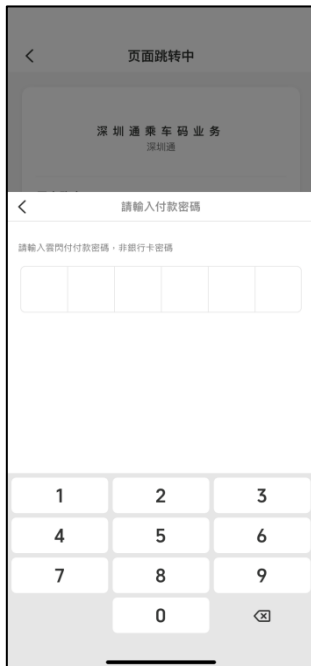 页面跳转中
深圳通乘车码业务
深圳通
請輸入付款密碼
請輸入雲閃付付款密碼，非銀行卡密碼
1 2 3
4 5 6
7 8 9
0